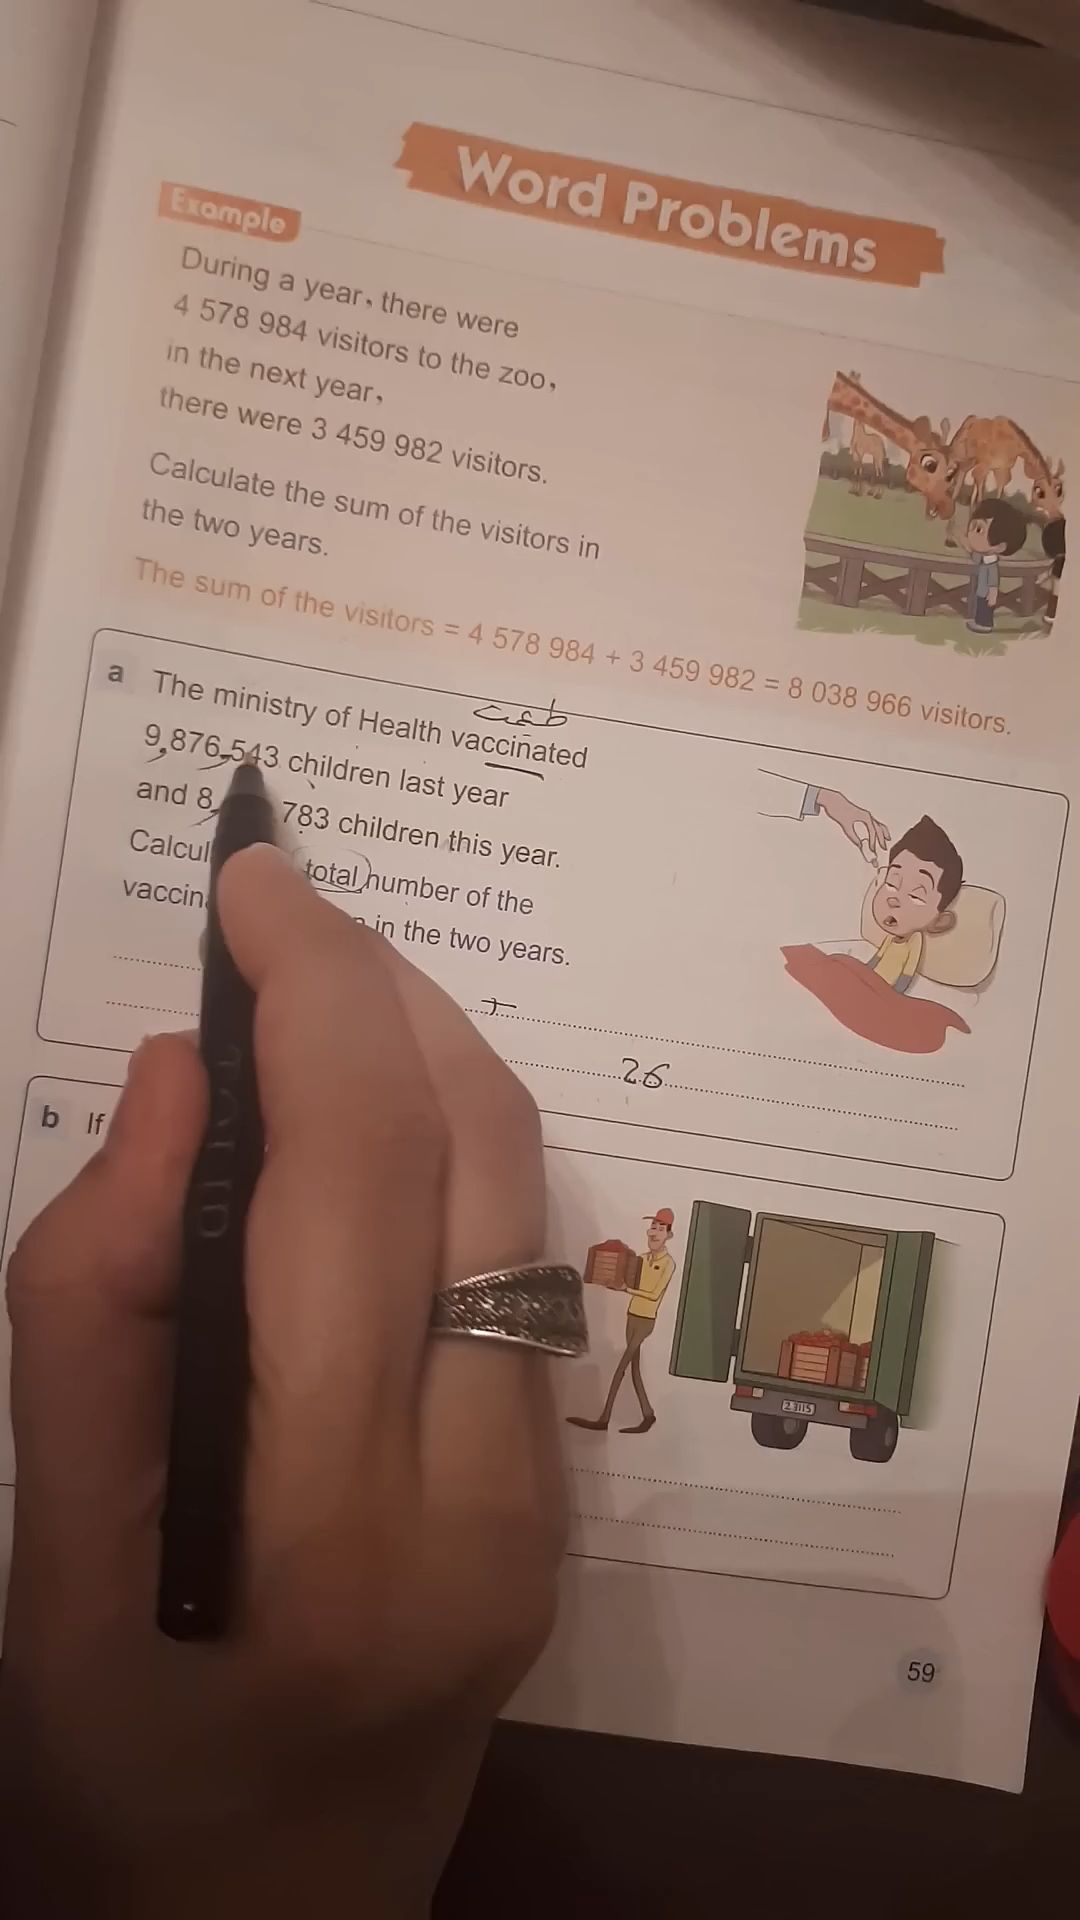 Word Problems
Example
During a year, there were
4 578 984 visitors to the zoo,
in the next year,
there were 3 459 982 visitors.
Calculate the sum of the visitors in
the two years.
The sum of the visitors = 4 578 984 + 3 459 982 = 8 038 966 visitors.
a The ministry of Health vaccinated
9,876,543 children last year
and 8, 783 children this year.
total number of the
in the two years.
+
26
b If
23115
59
TOUD